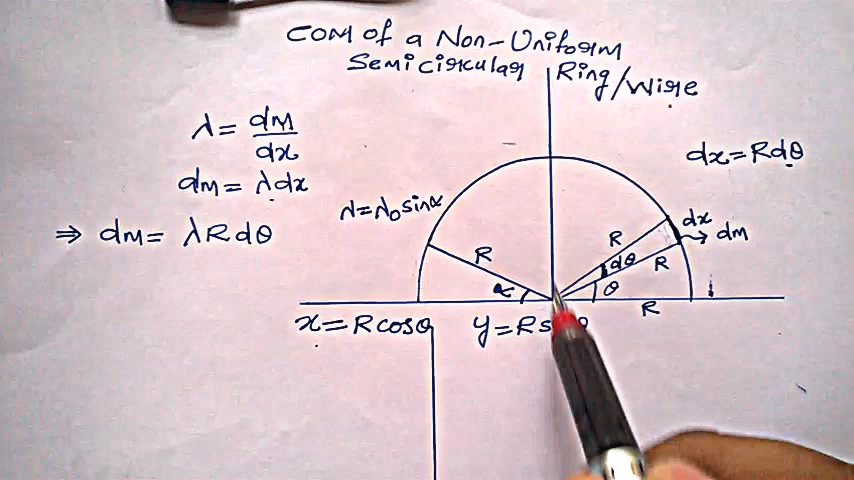 COM of a Non-Uniform
Semicircular Ring/Wire
λ = dM/dx
dx = Rdθ
dM = λdx
λ=λ₀sinα
⇒ dM = λRdθ
dx
dM
R
R
dθ
R
α
θ
R
x = Rcosθ
y = Rs